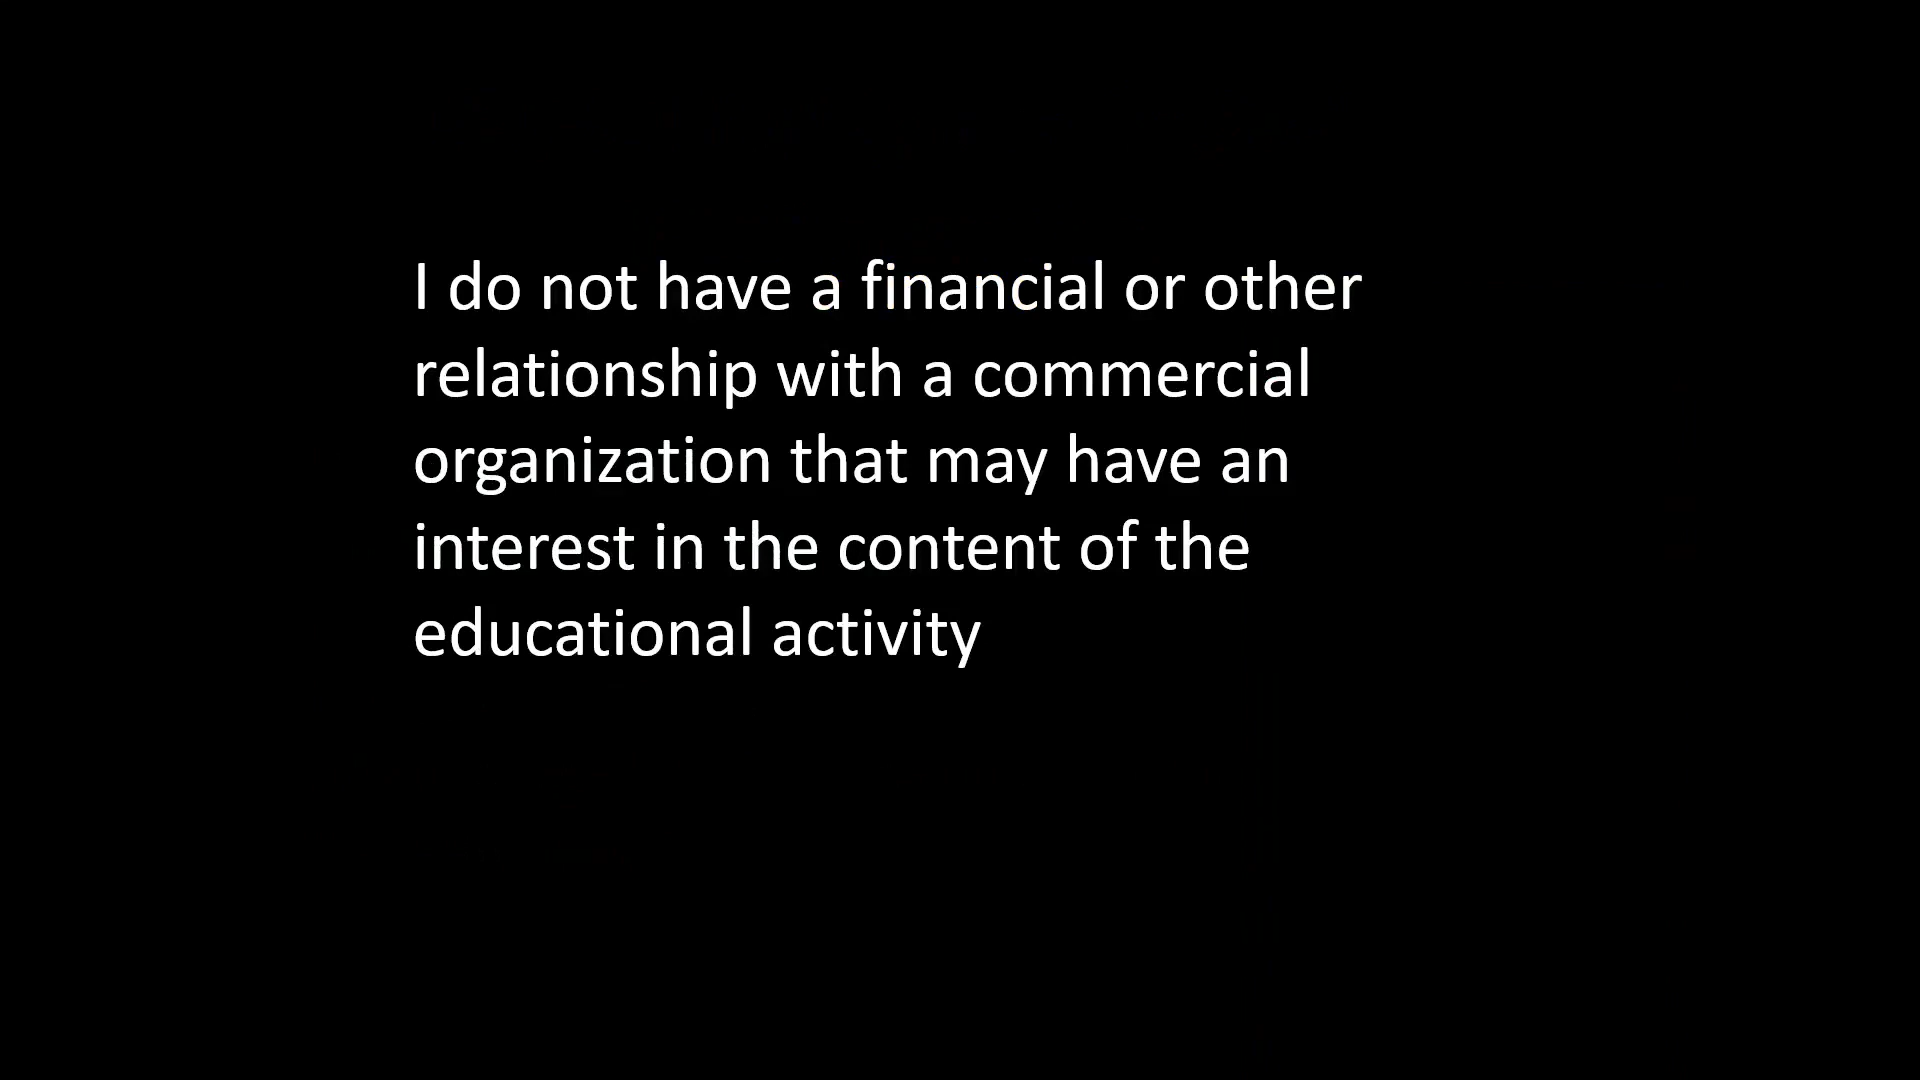 I do not have a financial or other
relationship with a commercial
organization that may have an
interest in the content of the
educational activity